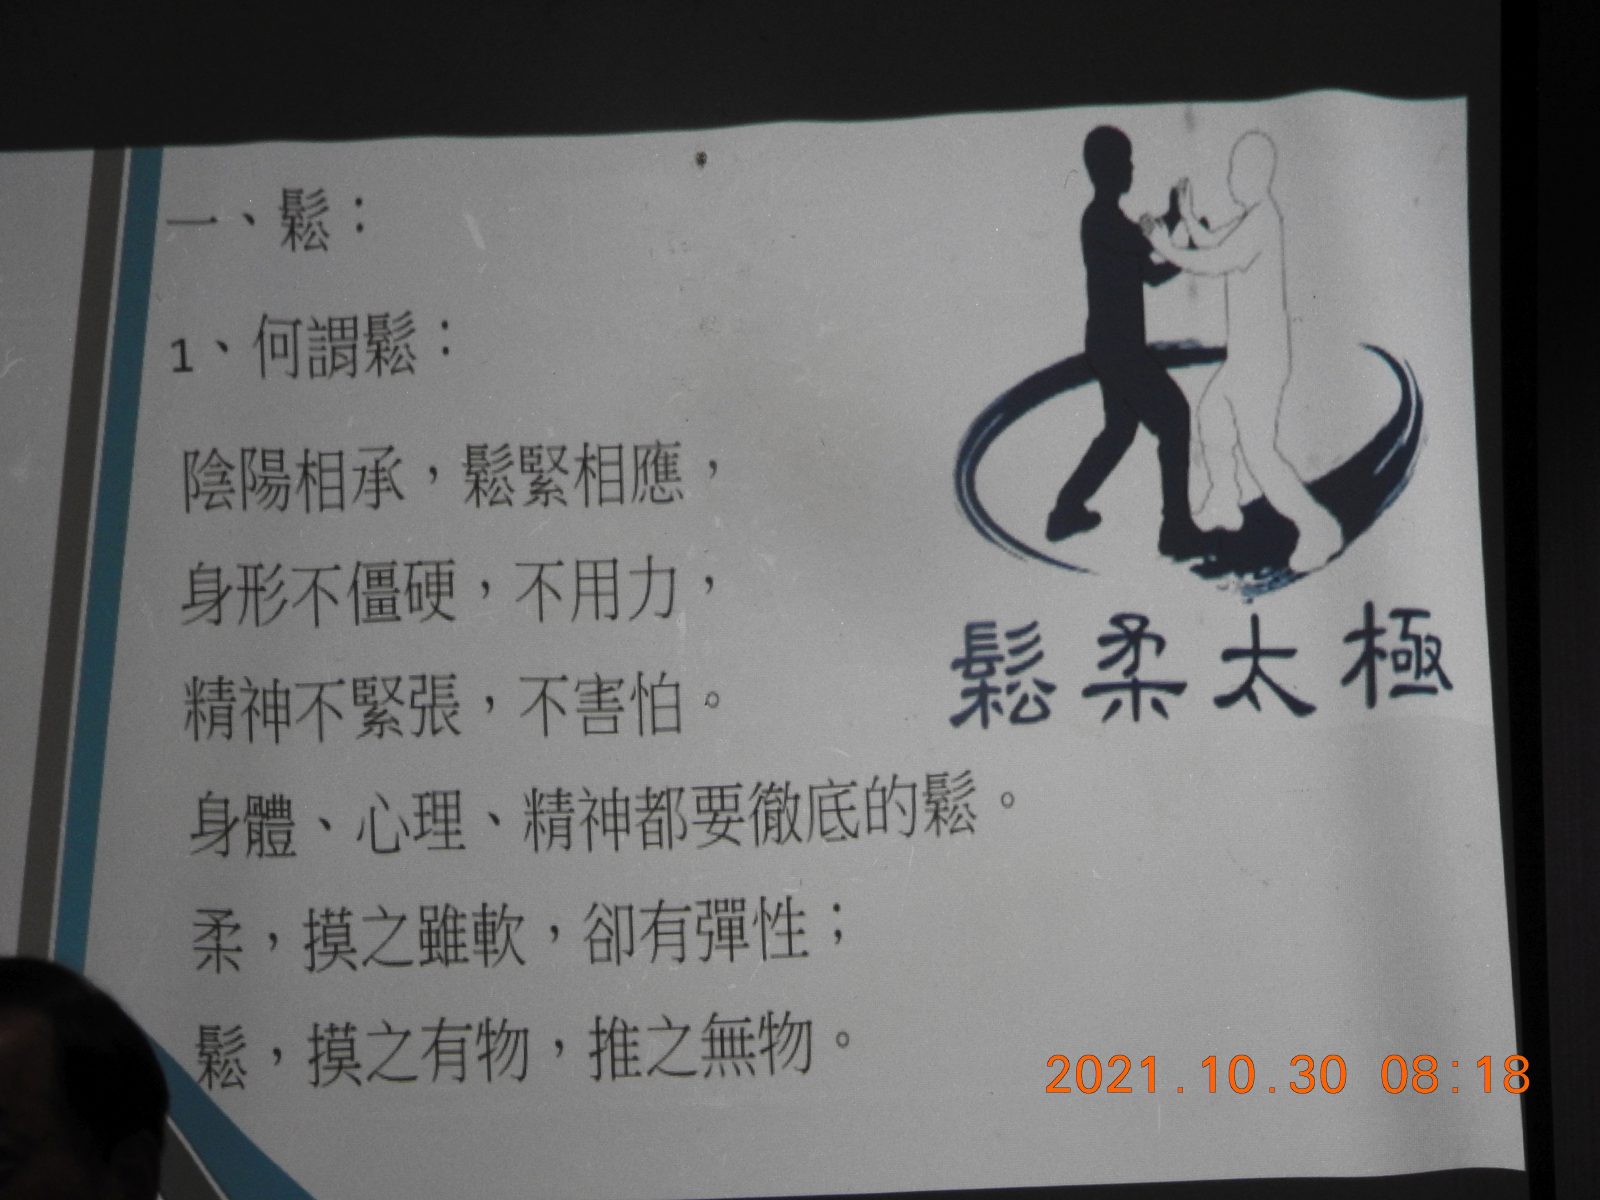 一、鬆：
1、何謂鬆：
陰陽相承，鬆緊相應，
身形不僵硬，不用力，
精神不緊張，不害怕。
身體、心理、精神都要徹底的鬆。
柔，摸之雖軟，卻有彈性；
鬆，摸之有物，推之無物。
鬆柔太極
2021.10.30 08:18